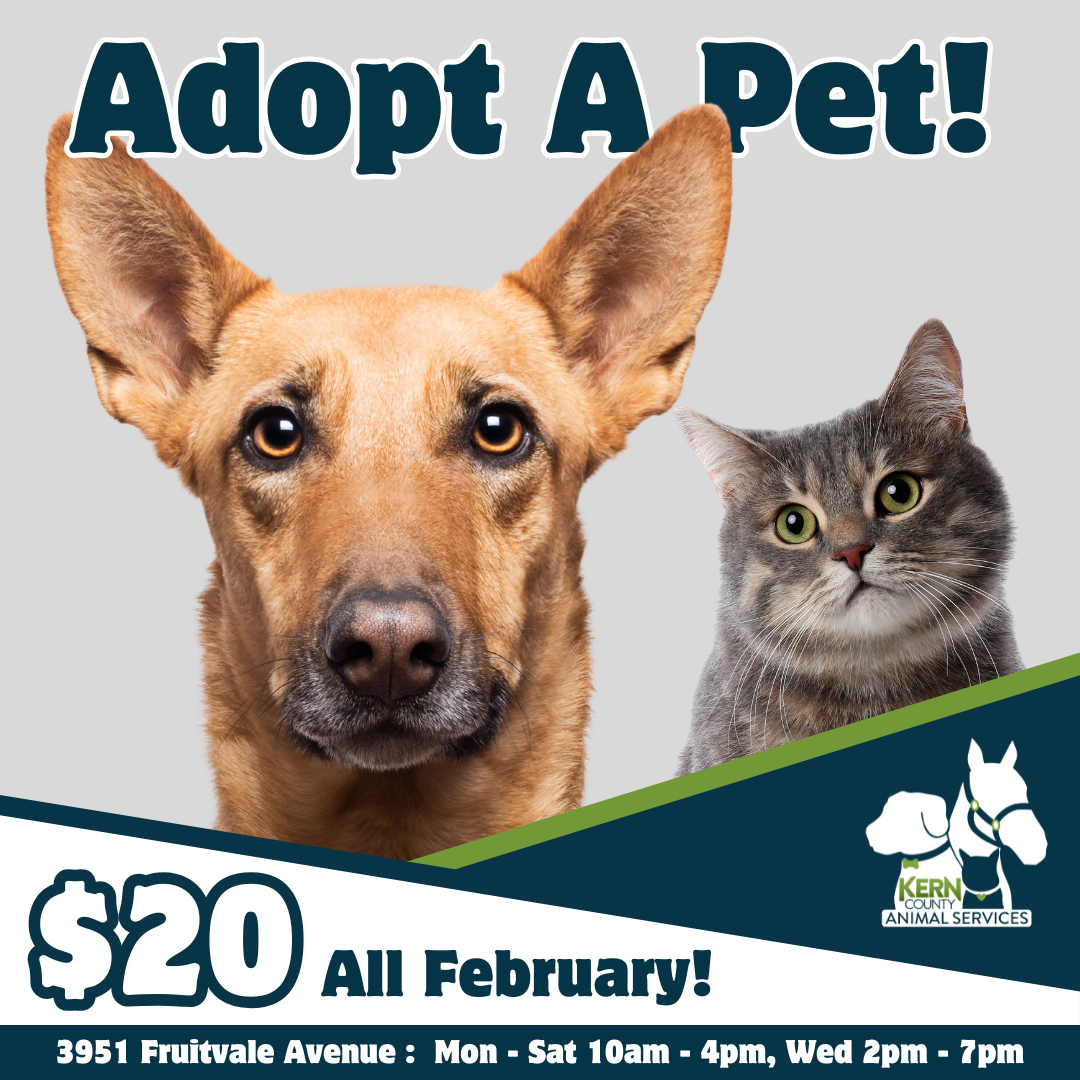 Adopt A Pet!
$20 All February!
KERN
COUNTY
ANIMAL SERVICES
3951 Fruitvale Avenue : Mon - Sat 10am - 4pm, Wed 2pm - 7pm